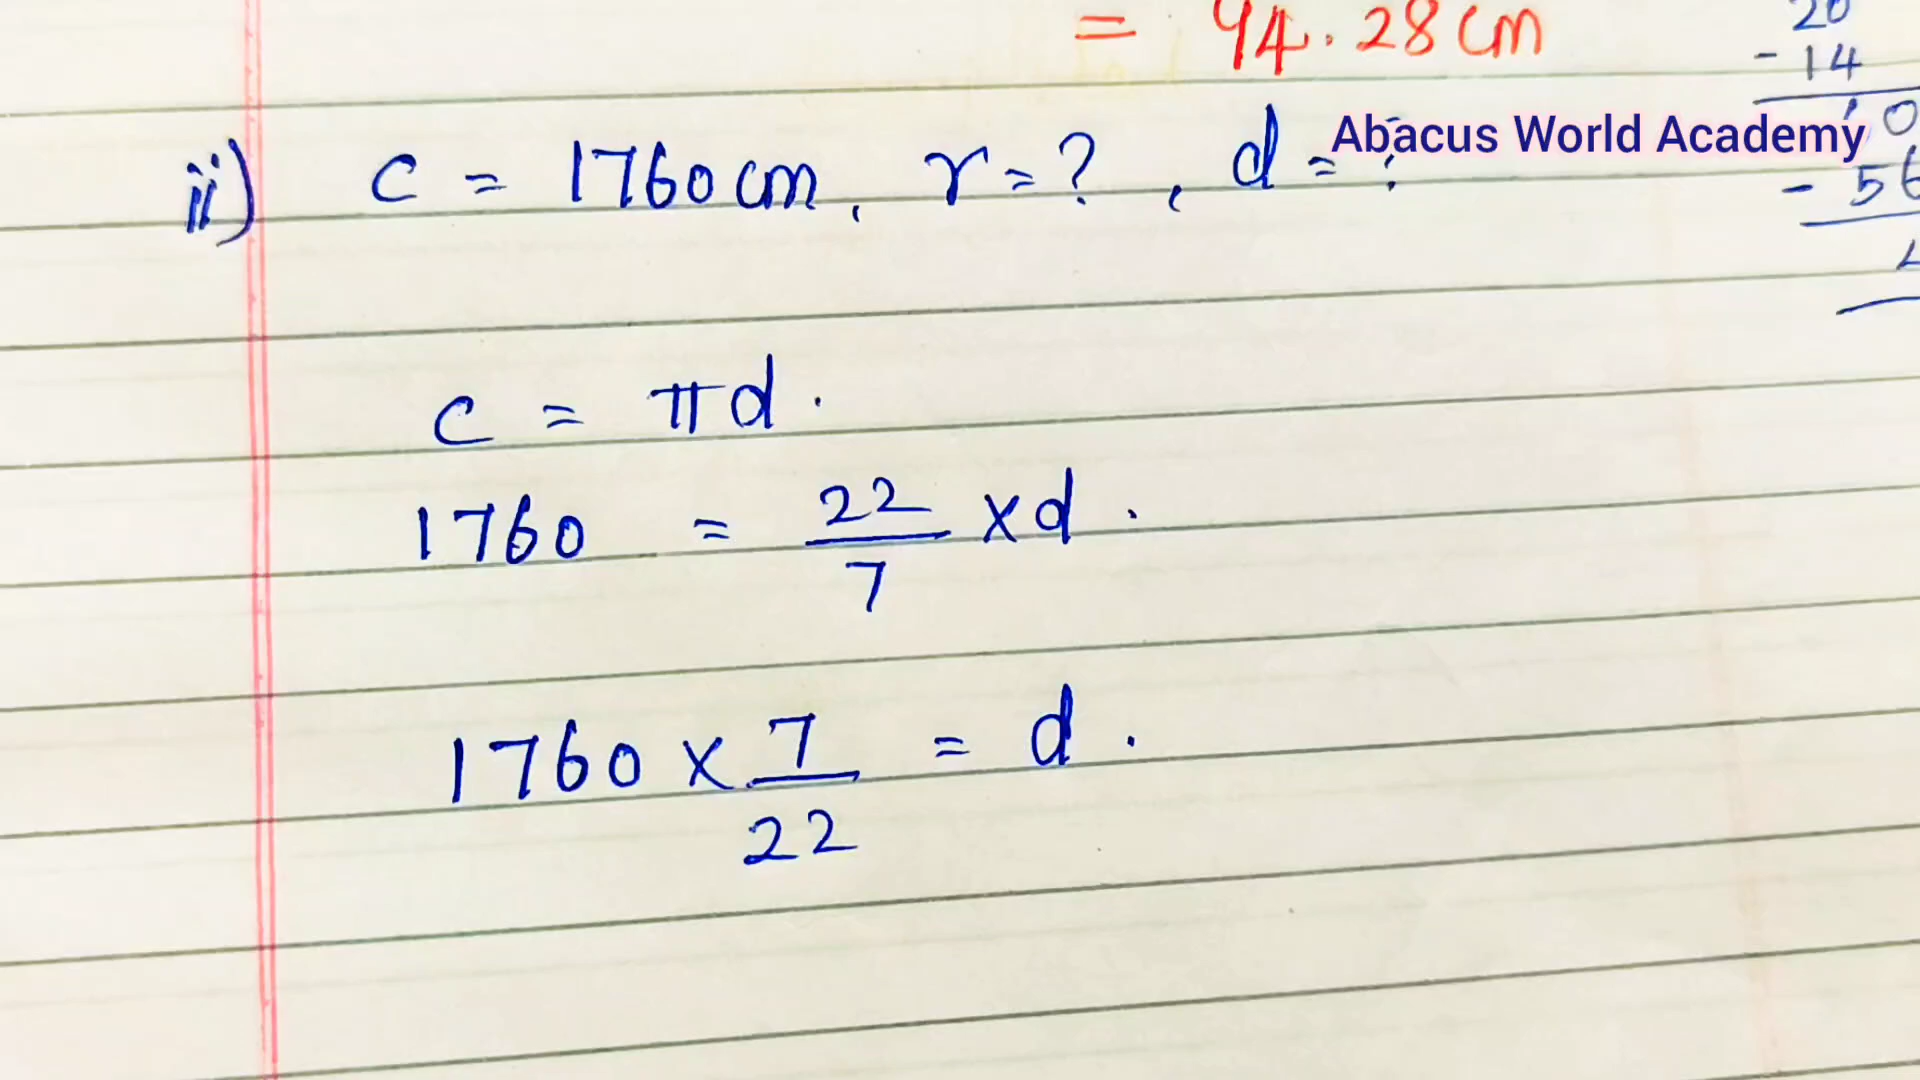 = 94.28 cm
20
- 14
Abacus World Academy
ii) c = 1760 cm, r = ?, d = ?
- 56
c = πd.
1760 = 22/7 x d.
1760 x 7/22 = d.